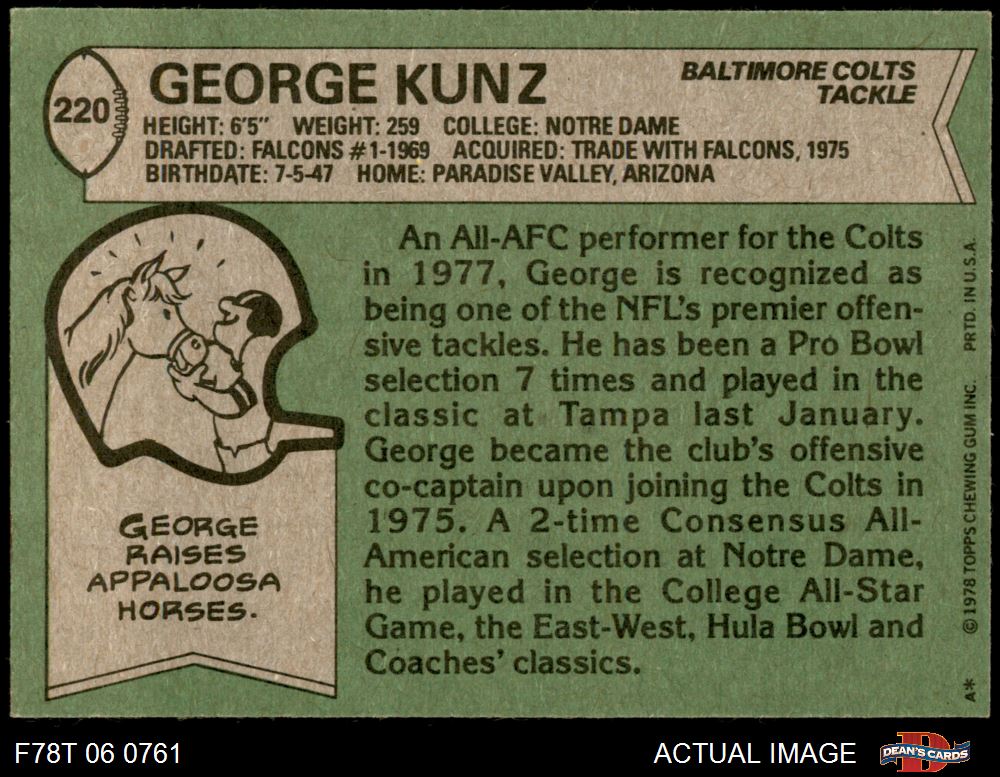 220
GEORGE KUNZ
BALTIMORE COLTS
TACKLE
HEIGHT: 6'5" WEIGHT: 259 COLLEGE: NOTRE DAME
DRAFTED: FALCONS #1-1969 ACQUIRED: TRADE WITH FALCONS, 1975
BIRTHDATE: 7-5-47 HOME: PARADISE VALLEY, ARIZONA
An All-AFC performer for the Colts
in 1977, George is recognized as
being one of the NFL's premier offen-
sive tackles. He has been a Pro Bowl
selection 7 times and played in the
classic at Tampa last January.
George became the club's offensive
co-captain upon joining the Colts in
1975. A 2-time Consensus All-
American selection at Notre Dame,
he played in the College All-Star
Game, the East-West, Hula Bowl and
Coaches' classics.
GEORGE
RAISES
APPALOOSA
HORSES.
A* © 1978 TOPPS CHEWING GUM INC. PRTD. IN U.S.A.
F78T 06 0761
ACTUAL IMAGE
D
DEAN'S CARDS